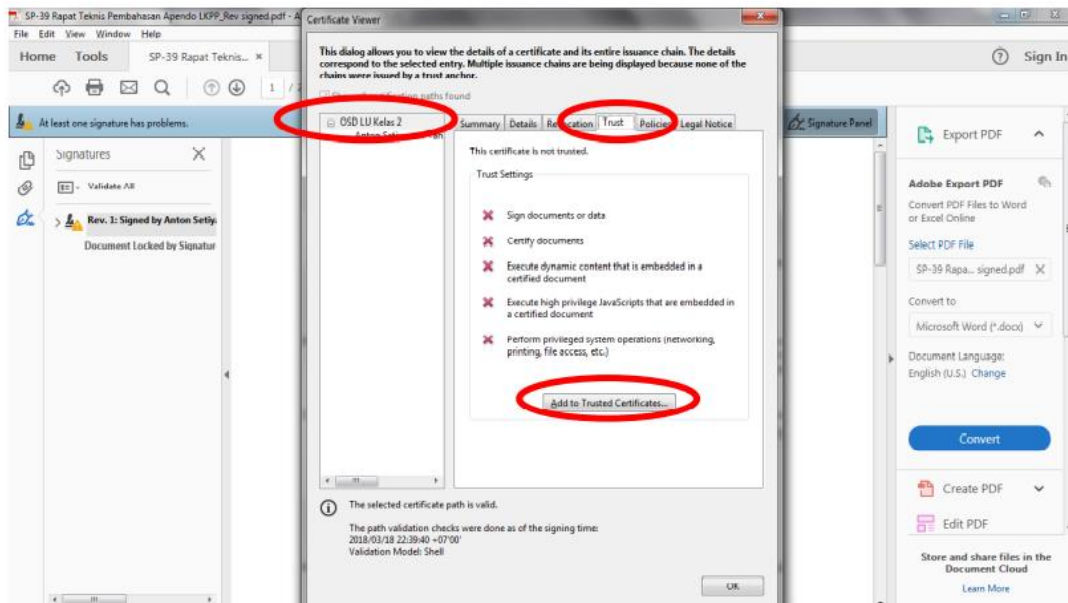 SP-39 Rapat Teknis Pembahasan Apendo LKPP_Rev signed.pdf - A
File Edit View Window Help
Home Tools SP-39 Rapat Teknis... ×
Sign In
1 /
At least one signature has problems.
Signature Panel
Signatures
Validate All
Rev. 1: Signed by Anton Setiy
Document Locked by Signatur
Certificate Viewer
This dialog allows you to view the details of a certificate and its entire issuance chain. The details
correspond to the selected entry. Multiple issuance chains are being displayed because none of the
chains were issued by a trust anchor.
paths found
OSD LU Kelas 2
Anton
Summary Details Revocation Trust Policies Legal Notice
This certificate is not trusted.
Trust Settings
Sign documents or data
Certify documents
Execute dynamic content that is embedded in a
certified document
Execute high privilege JavaScripts that are embedded in
a certified document
Perform privileged system operations (networking,
printing, file access, etc.)
Add to Trusted Certificates...
The selected certificate path is valid.
The path validation checks were done as of the signing time:
2018/03/18 22:39:40 +07'00'
Validation Model: Shell
OK
Export PDF
Adobe Export PDF
Convert PDF Files to Word
or Excel Online
Select PDF File
SP-39 Rapa... signed.pdf X
Convert to
Microsoft Word (*.docx)
Document Language:
English (U.S.) Change
Convert
Create PDF
Edit PDF
Store and share files in the
Document Cloud
Learn More